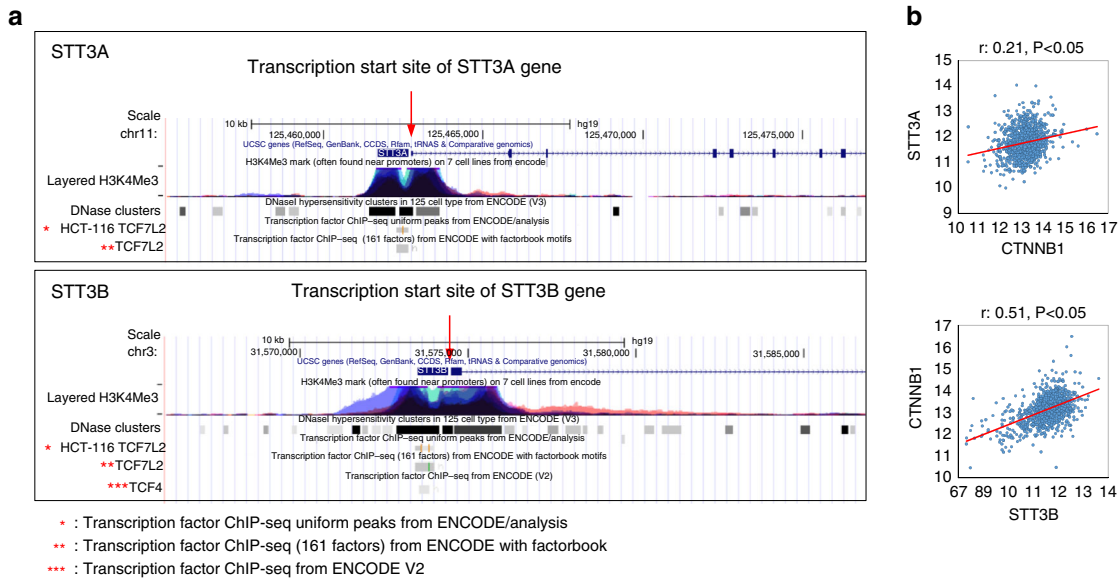 a
STT3A
Transcription start site of STT3A gene
Scale
chr11:
10 kb
hg19
125,460,000
125,465,000
125,470,000
125,475,000
UCSC genes (RefSeq, GenBank, CCDS, Rfam, tRNAS & Comparative genomics)
STT3A
H3K4Me3 mark (often found near promoters) on 7 cell lines from encode
Layered H3K4Me3
DNaseI hypersensitivity clusters in 125 cell type from ENCODE (V3)
DNase clusters
Transcription factor ChIP-seq uniform peaks from ENCODE/analysis
* HCT-116 TCF7L2
Transcription factor ChIP-seq (161 factors) from ENCODE with factorbook motifs
**TCF7L2
STT3B
Transcription start site of STT3B gene
Scale
chr3:
10 kb
hg19
31,570,000
31,575,000
31,580,000
31,585,000
UCSC genes (RefSeq, GenBank, CCDS, Rfam, tRNAS & Comparative genomics)
STT3B
H3K4Me3 mark (often found near promoters) on 7 cell lines from encode
Layered H3K4Me3
DNaseI hypersensitivity clusters in 125 cell type from ENCODE (V3)
DNase clusters
Transcription factor ChIP-seq uniform peaks from ENCODE/analysis
* HCT-116 TCF7L2
Transcription factor ChIP-seq (161 factors) from ENCODE with factorbook motifs
**TCF7L2
Transcription factor ChIP-seq from ENCODE (V2)
***TCF4
* : Transcription factor ChIP-seq uniform peaks from ENCODE/analysis
** : Transcription factor ChIP-seq (161 factors) from ENCODE with factorbook
*** : Transcription factor ChIP-seq from ENCODE V2
b
r: 0.21, P<0.05
15
14
13
12
11
10
9
STT3A
10 11 12 13 14 15 16 17
CTNNB1
r: 0.51, P<0.05
17
16
15
14
13
12
11
10
CTNNB1
67 89 10 11 12 13 14
STT3B